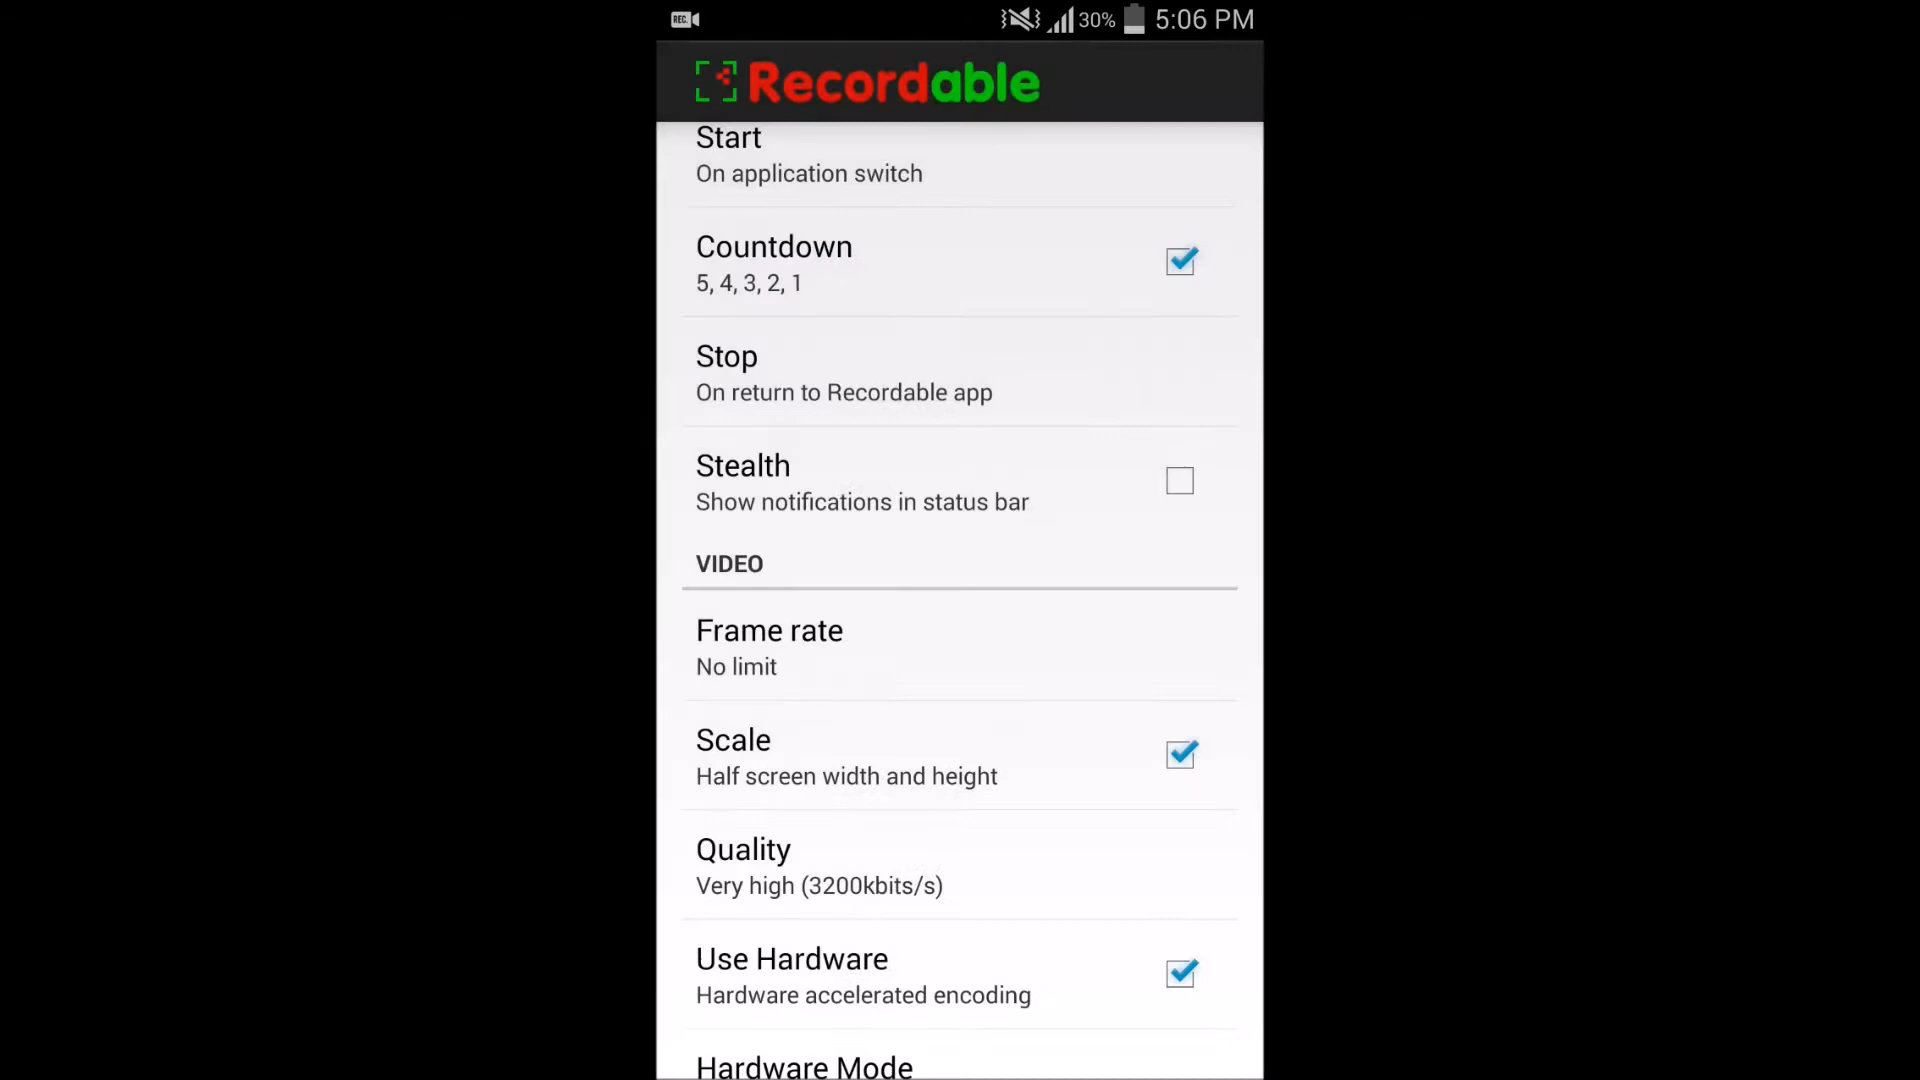 REC. 30% 5:06 PM
Recordable
Start
On application switch
Countdown
5, 4, 3, 2, 1
Stop
On return to Recordable app
Stealth
Show notifications in status bar
VIDEO
Frame rate
No limit
Scale
Half screen width and height
Quality
Very high (3200kbits/s)
Use Hardware
Hardware accelerated encoding
Hardware Mode